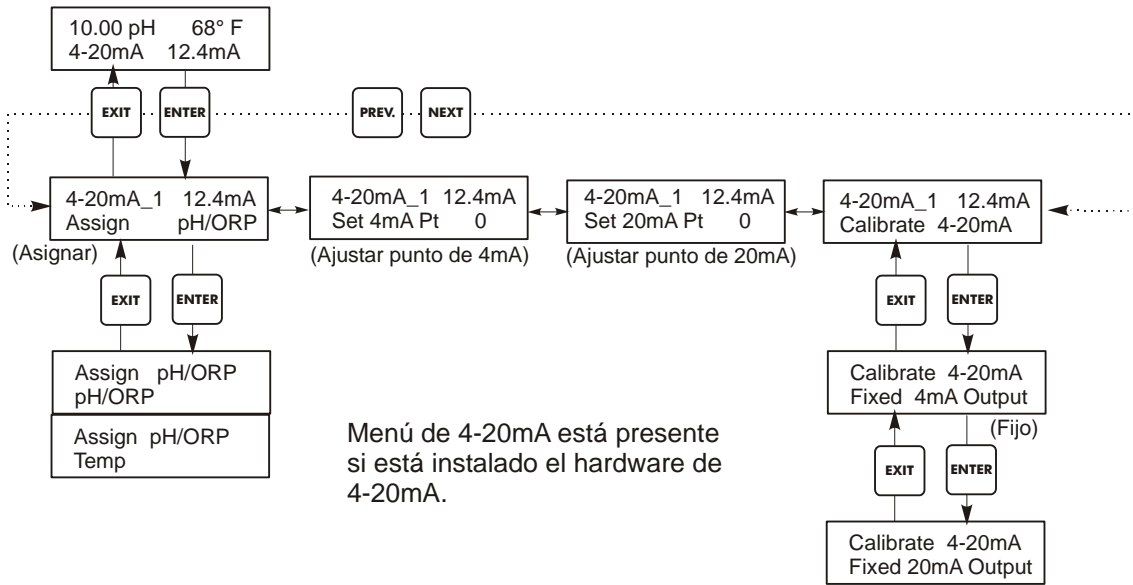 10.00 pH 68° F
4-20mA 12.4mA
EXIT
ENTER
PREV.
NEXT
4-20mA_1 12.4mA
Assign pH/ORP
(Asignar)
4-20mA_1 12.4mA
Set 4mA Pt 0
(Ajustar punto de 4mA)
4-20mA_1 12.4mA
Set 20mA Pt 0
(Ajustar punto de 20mA)
4-20mA_1 12.4mA
Calibrate 4-20mA
EXIT
ENTER
EXIT
ENTER
Assign pH/ORP
pH/ORP
Assign pH/ORP
Temp
Menú de 4-20mA está presente
si está instalado el hardware de
4-20mA.
Calibrate 4-20mA
Fixed 4mA Output
(Fijo)
EXIT
ENTER
Calibrate 4-20mA
Fixed 20mA Output